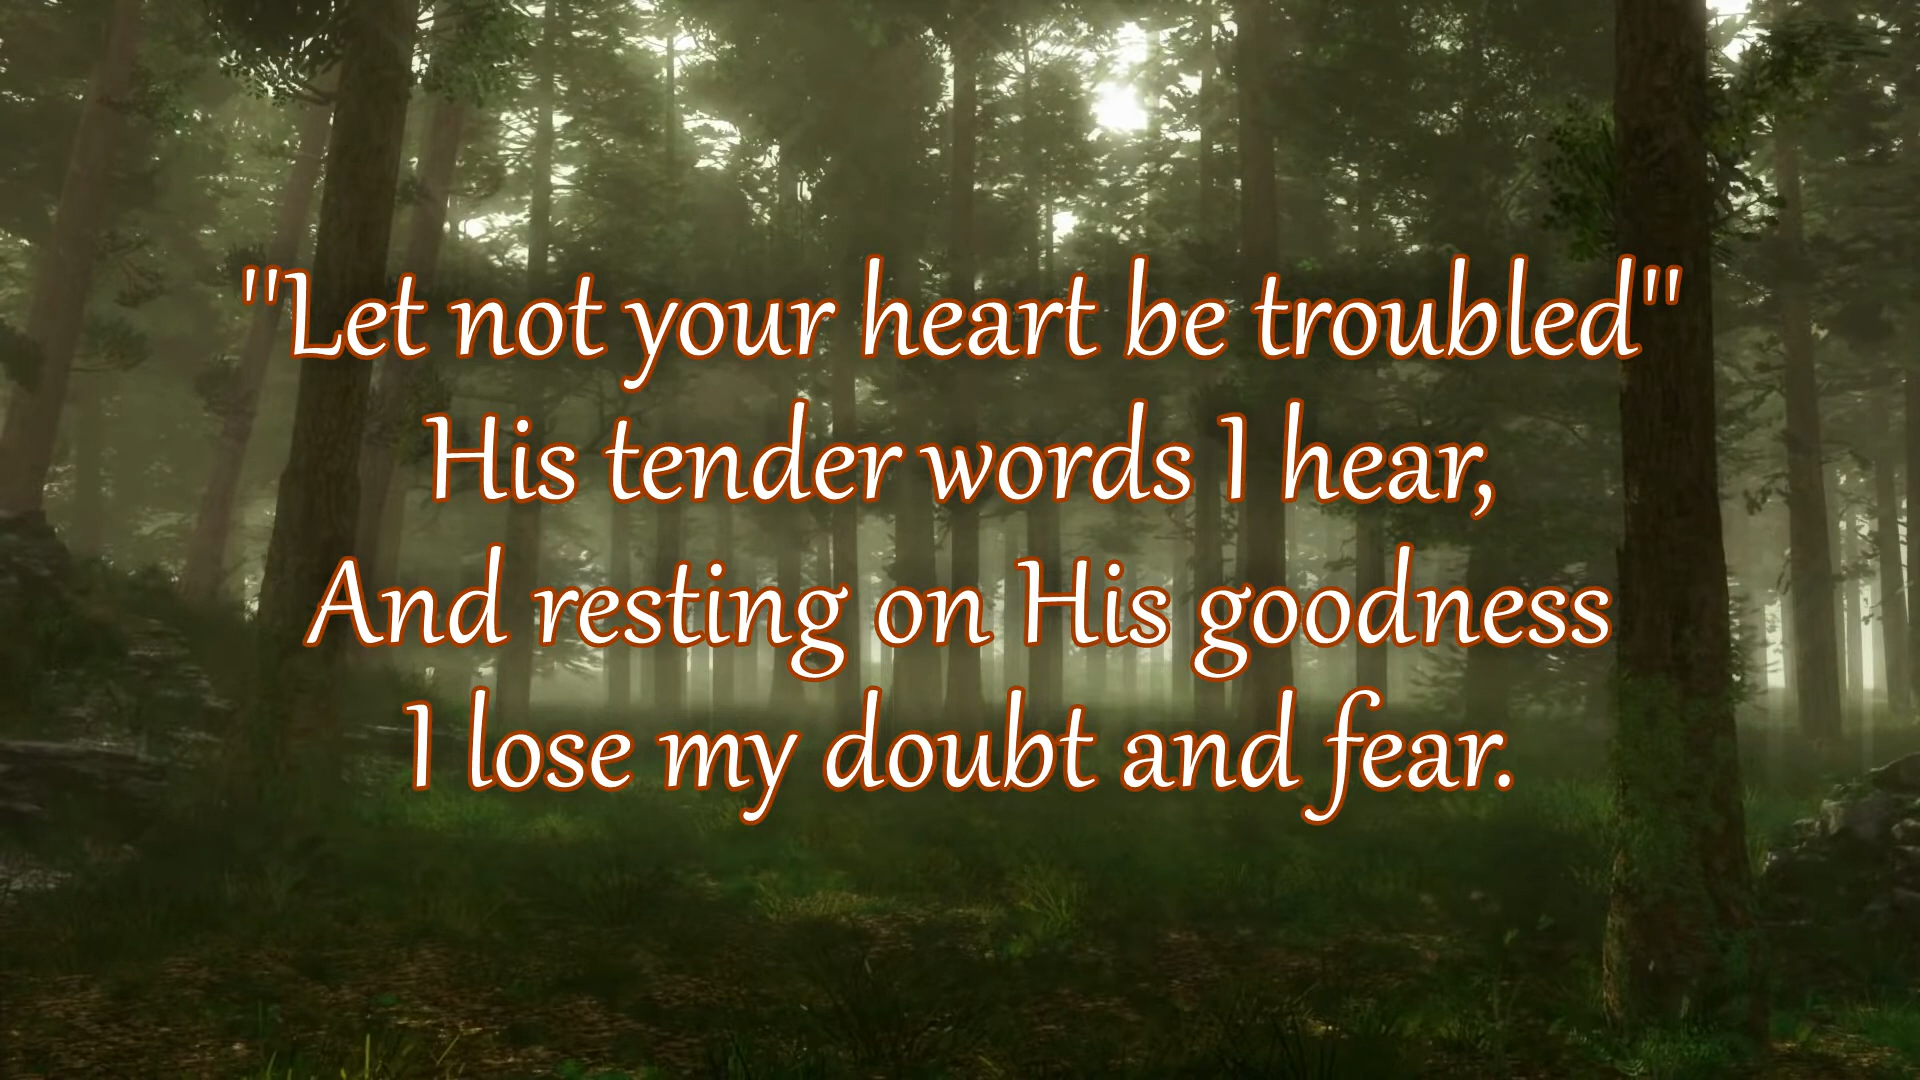 "Let not your heart be troubled"
His tender words I hear,
And resting on His goodness
I lose my doubt and fear.